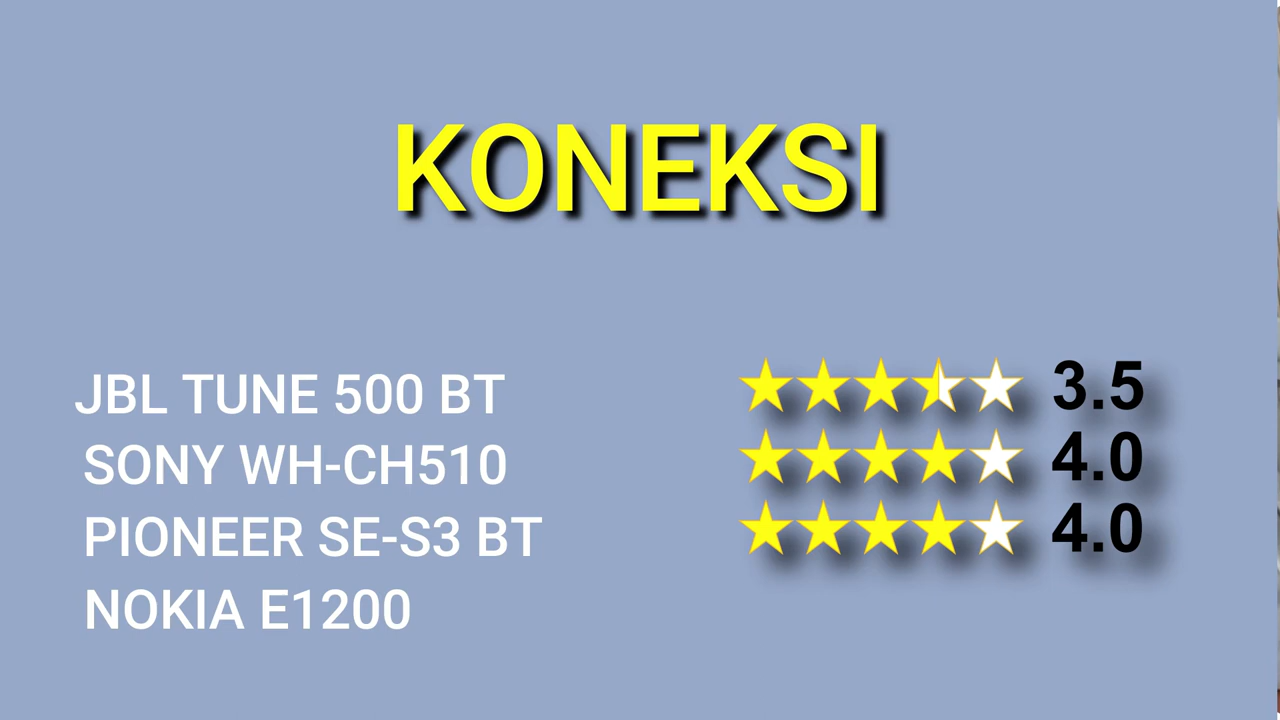 KONEKSI
JBL TUNE 500 BT 3.5
SONY WH-CH510 4.0
PIONEER SE-S3 BT 4.0
NOKIA E1200